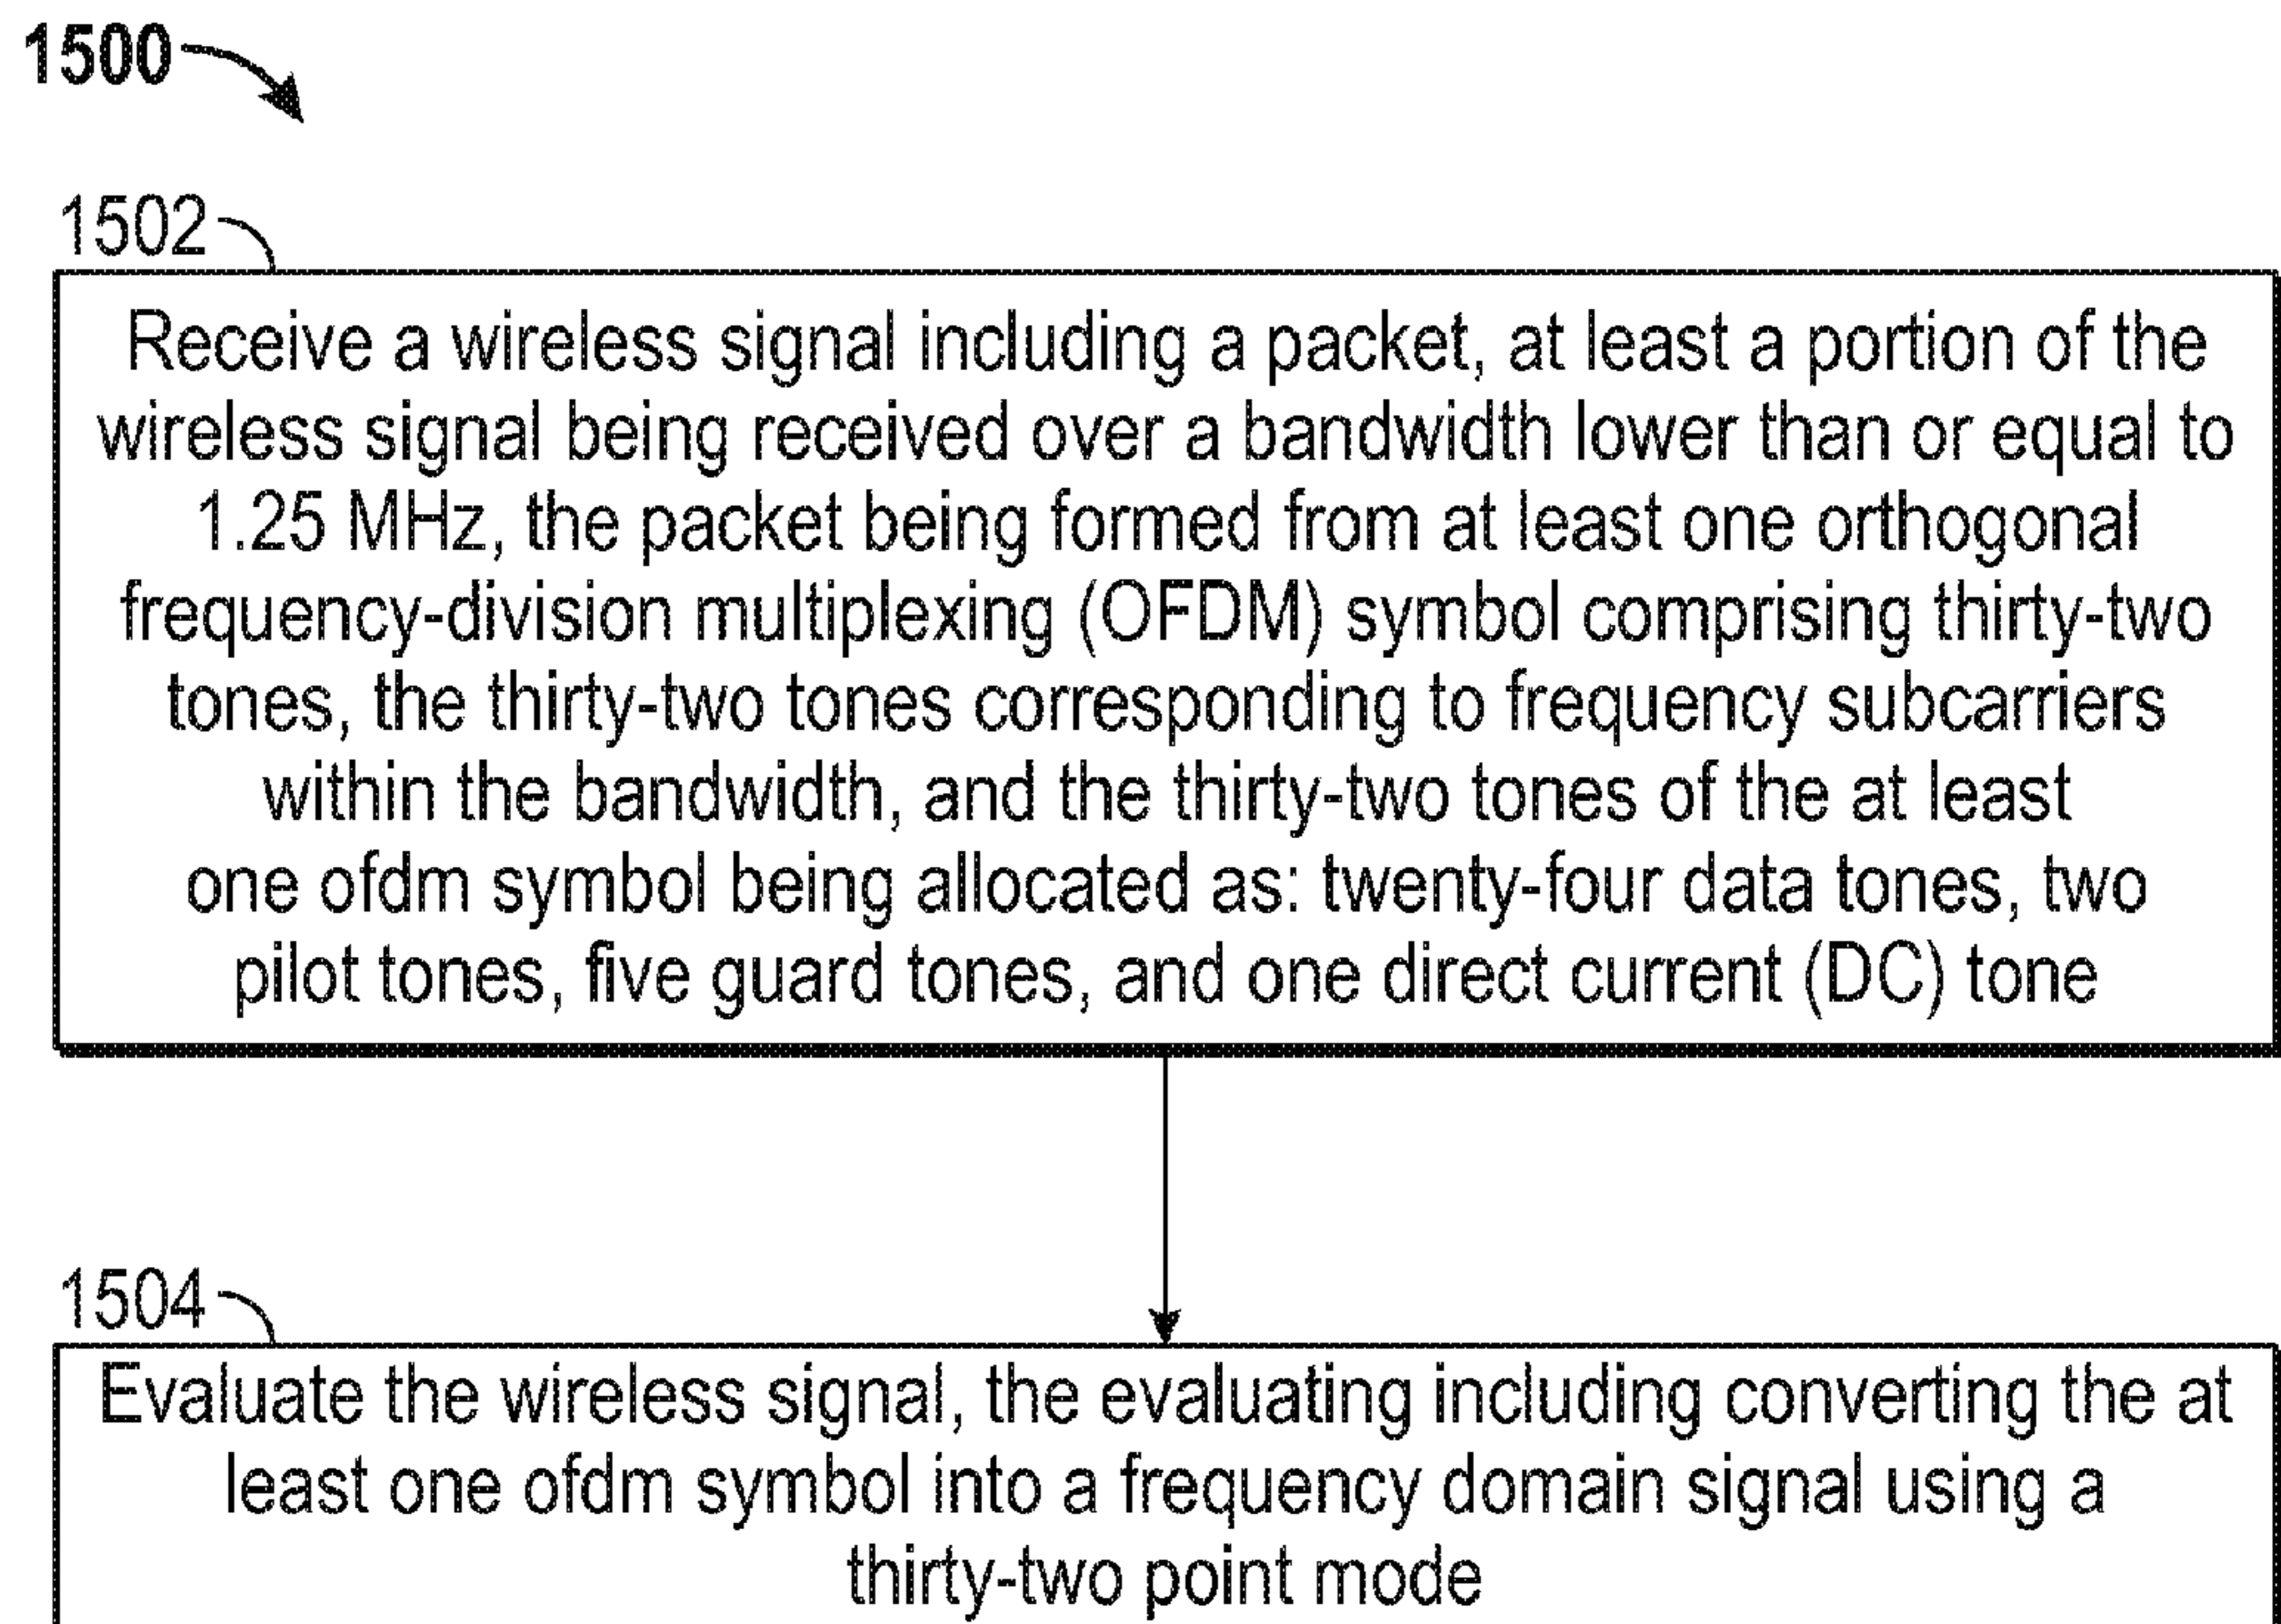 1500
1502
Receive a wireless signal including a packet, at least a portion of the
wireless signal being received over a bandwidth lower than or equal to
1.25 MHz, the packet being formed from at least one orthogonal
frequency-division multiplexing (OFDM) symbol comprising thirty-two
tones, the thirty-two tones corresponding to frequency subcarriers
within the bandwidth, and the thirty-two tones of the at least
one ofdm symbol being allocated as: twenty-four data tones, two
pilot tones, five guard tones, and one direct current (DC) tone
1504
Evaluate the wireless signal, the evaluating including converting the at
least one ofdm symbol into a frequency domain signal using a
thirty-two point mode